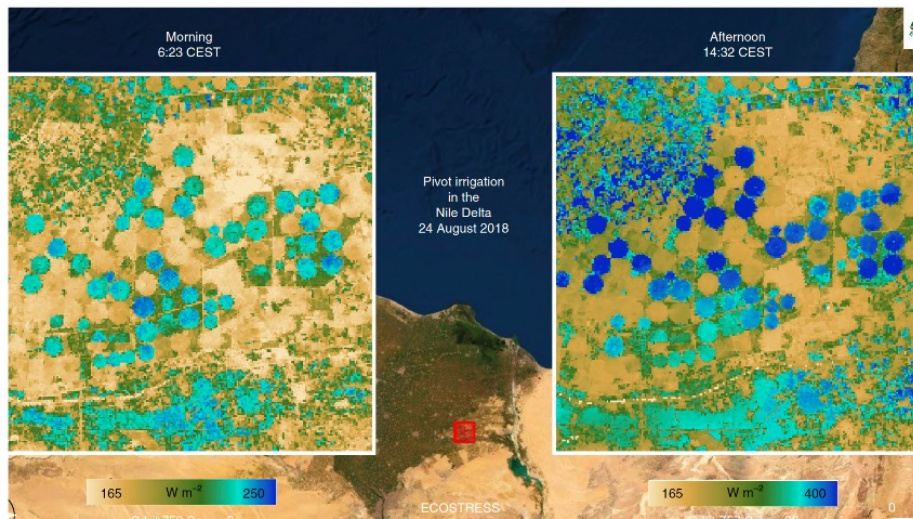 Morning
6:23 CEST
Afternoon
14:32 CEST
Pivot irrigation
in the
Nile Delta
24 August 2018
165 W m⁻² 250
ECOSTRESS
165 W m⁻² 400
0